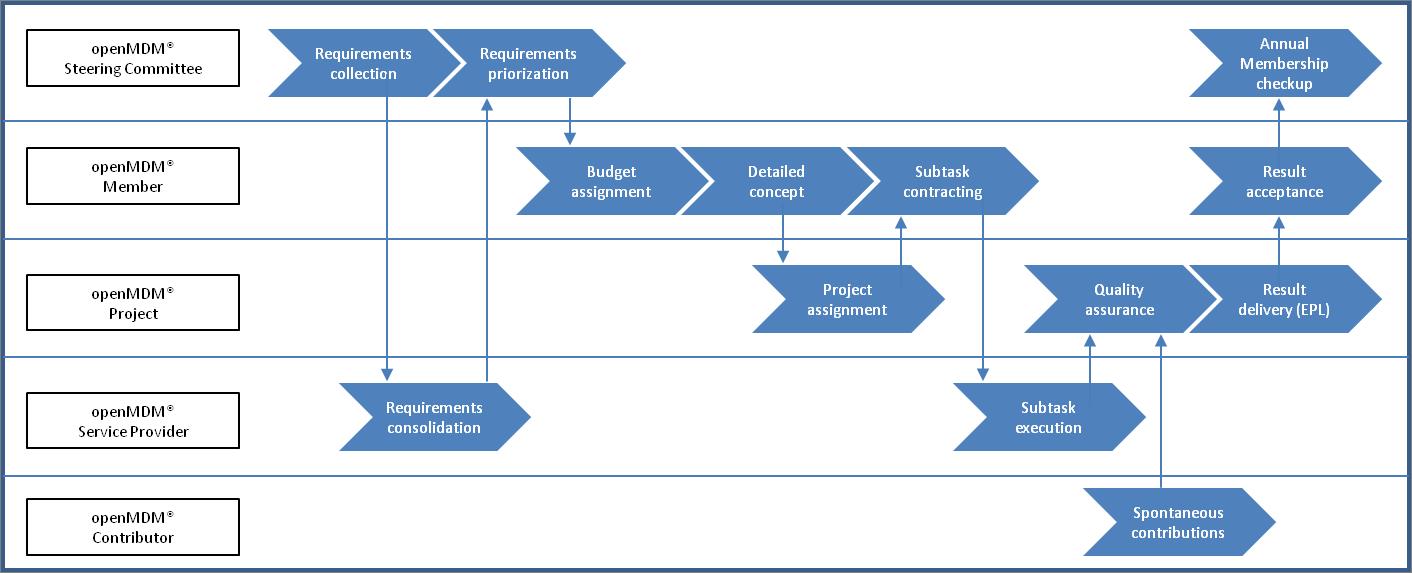 openMDM®
Steering Committee
Requirements
collection
Requirements
priorization
Annual
Membership
checkup
openMDM®
Member
Budget
assignment
Detailed
concept
Subtask
contracting
Result
acceptance
openMDM®
Project
Project
assignment
Quality
assurance
Result
delivery (EPL)
openMDM®
Service Provider
Requirements
consolidation
Subtask
execution
openMDM®
Contributor
Spontaneous
contributions